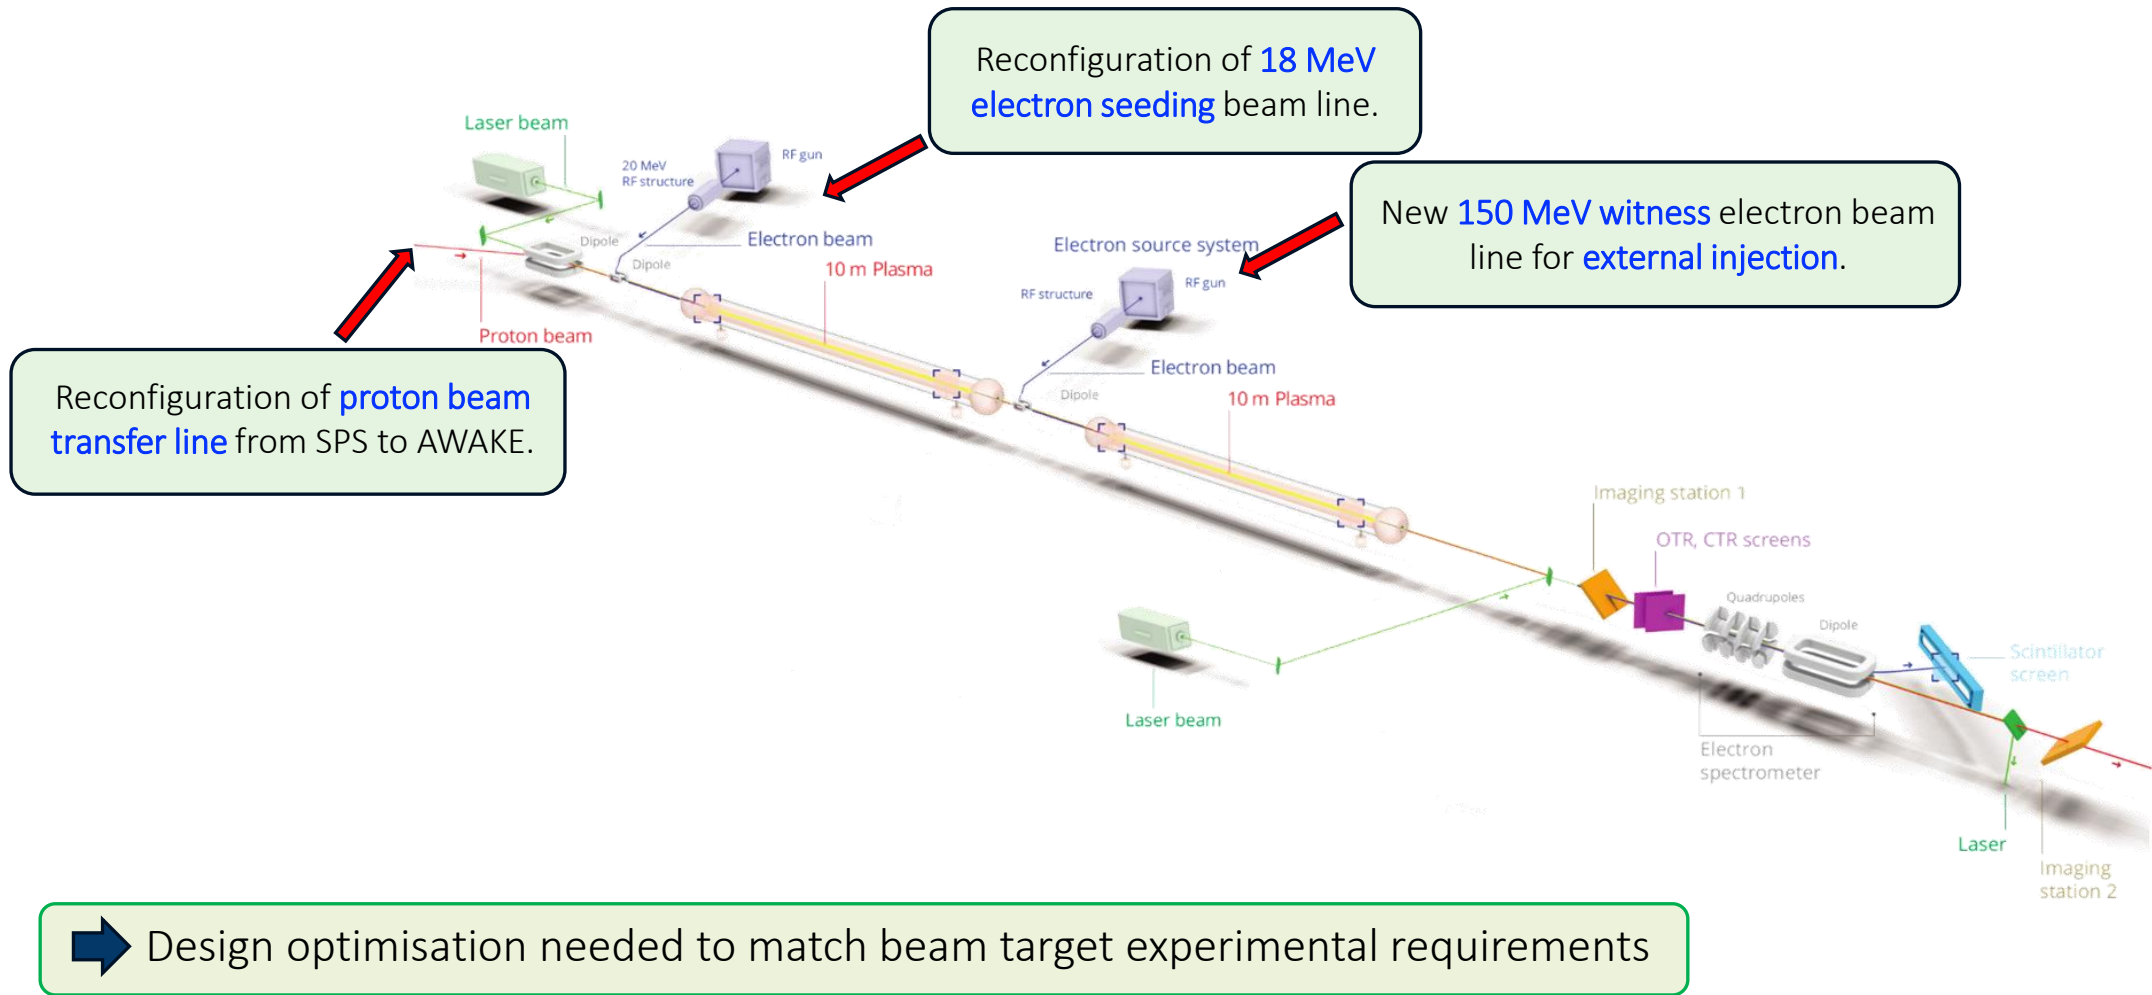 Reconfiguration of 18 MeV
electron seeding beam line.
Laser beam
20 MeV
RF structure
RF gun
New 150 MeV witness electron beam
line for external injection.
Dipole
Electron beam
Dipole
10 m Plasma
Electron source system
RF structure
RF gun
Proton beam
Reconfiguration of proton beam
transfer line from SPS to AWAKE.
Electron beam
Dipole
10 m Plasma
Imaging station 1
OTR, CTR screens
Quadrupoles
Dipole
Scintillator
screen
Laser beam
Electron
spectrometer
Laser
Imaging
station 2
Design optimisation needed to match beam target experimental requirements